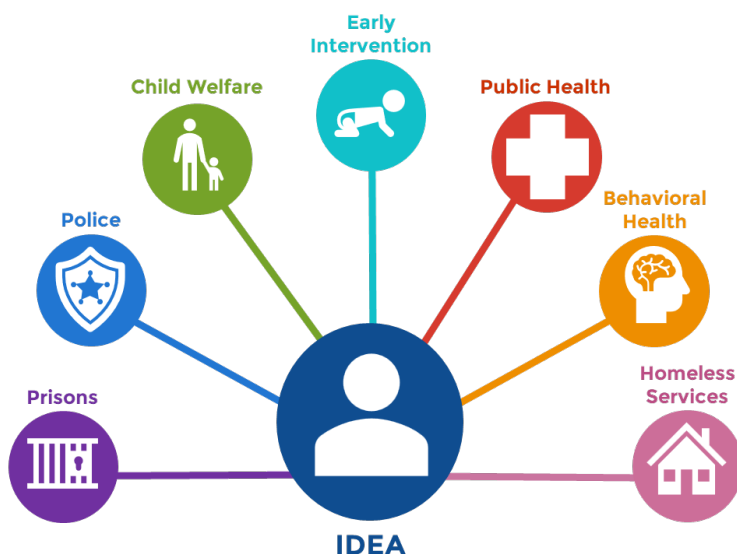 Early
Intervention
Child Welfare
Public Health
Police
Behavioral
Health
Prisons
Homeless
Services
IDEA